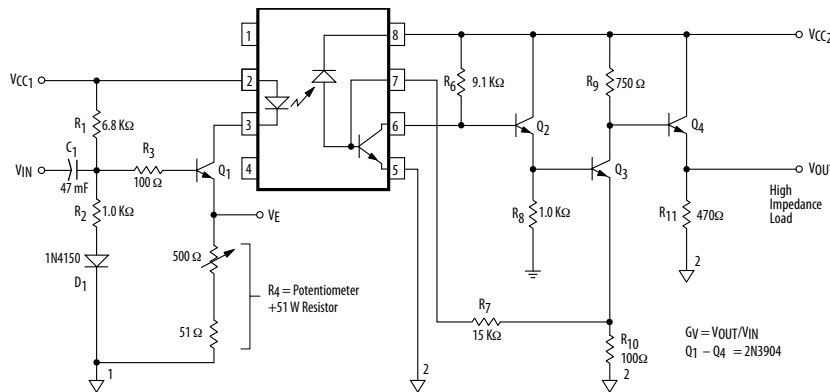 1
8
VCC2
VCC1
2
7
R6
9.1 KΩ
R9
750 Ω
R1
6.8 KΩ
3
6
Q2
Q4
VIN
C1
47 mF
R3
100 Ω
Q1
4
5
Q3
VOUT
R2
1.0 KΩ
VE
R8
1.0 KΩ
High
Impedance
Load
R11
470Ω
1N4150
D1
500 Ω
R4 = Potentiometer
+51 W Resistor
2
51 Ω
R7
15 KΩ
R10
100Ω
GV = VOUT/VIN
Q1 – Q4 = 2N3904
1
2
2